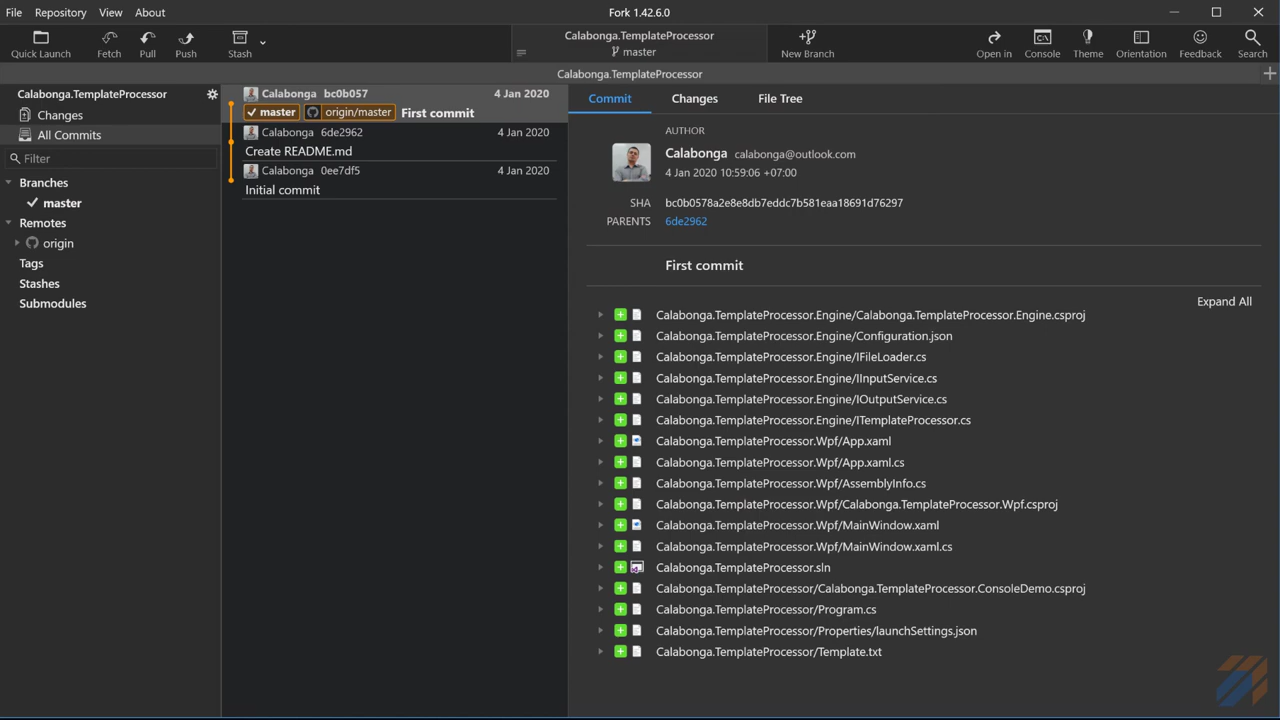 File Repository View About
Fork 1.42.6.0
Quick Launch Fetch Pull Push Stash
Calabonga.TemplateProcessor
master
New Branch Open in Console Theme Orientation Feedback Search
Calabonga.TemplateProcessor
Calabonga.TemplateProcessor
Changes
All Commits
Filter
Branches
master
Remotes
origin
Tags
Stashes
Submodules
Calabonga bc0b057 4 Jan 2020
master origin/master First commit
Calabonga 6de2962 4 Jan 2020
Create README.md
Calabonga 0ee7df5 4 Jan 2020
Initial commit
Commit Changes File Tree
AUTHOR
Calabonga calabonga@outlook.com
4 Jan 2020 10:59:06 +07:00
SHA bc0b0578a2e8e8db7eddc7b581eaa18691d76297
PARENTS 6de2962
First commit
Expand All
Calabonga.TemplateProcessor.Engine/Calabonga.TemplateProcessor.Engine.csproj
Calabonga.TemplateProcessor.Engine/Configuration.json
Calabonga.TemplateProcessor.Engine/IFileLoader.cs
Calabonga.TemplateProcessor.Engine/IInputService.cs
Calabonga.TemplateProcessor.Engine/IOutputService.cs
Calabonga.TemplateProcessor.Engine/ITemplateProcessor.cs
Calabonga.TemplateProcessor.Wpf/App.xaml
Calabonga.TemplateProcessor.Wpf/App.xaml.cs
Calabonga.TemplateProcessor.Wpf/AssemblyInfo.cs
Calabonga.TemplateProcessor.Wpf/Calabonga.TemplateProcessor.Wpf.csproj
Calabonga.TemplateProcessor.Wpf/MainWindow.xaml
Calabonga.TemplateProcessor.Wpf/MainWindow.xaml.cs
Calabonga.TemplateProcessor.sln
Calabonga.TemplateProcessor/Calabonga.TemplateProcessor.ConsoleDemo.csproj
Calabonga.TemplateProcessor/Program.cs
Calabonga.TemplateProcessor/Properties/launchSettings.json
Calabonga.TemplateProcessor/Template.txt